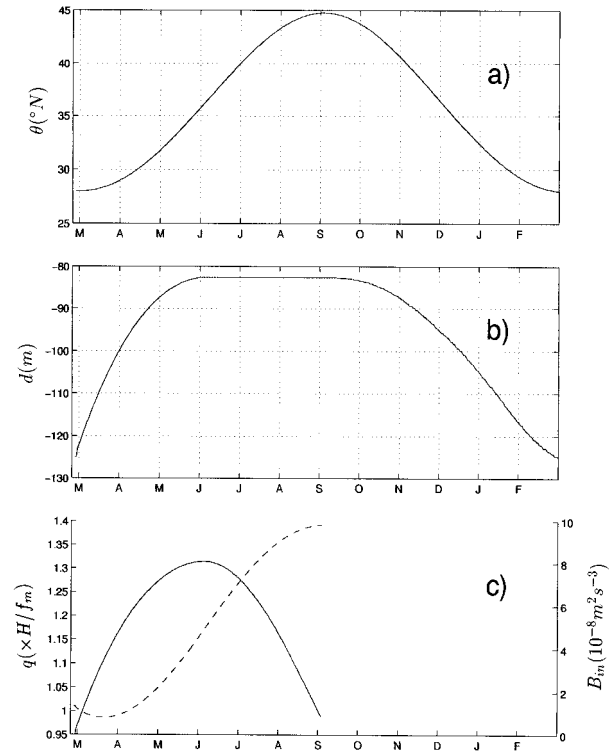 45
40
35
30
25
θ(°N)
a)
M A M J J A S O N D J F
-80
-90
-100
-110
-120
-130
d(m)
b)
M A M J J A S O N D J F
1.4
1.35
1.3
1.25
1.2
1.15
1.1
1.05
1
0.95
q(×H/f_m)
c)
10
8
6
4
2
0
B_in(10^-8 m^2 s^-3)
M A M J J A S O N D J F